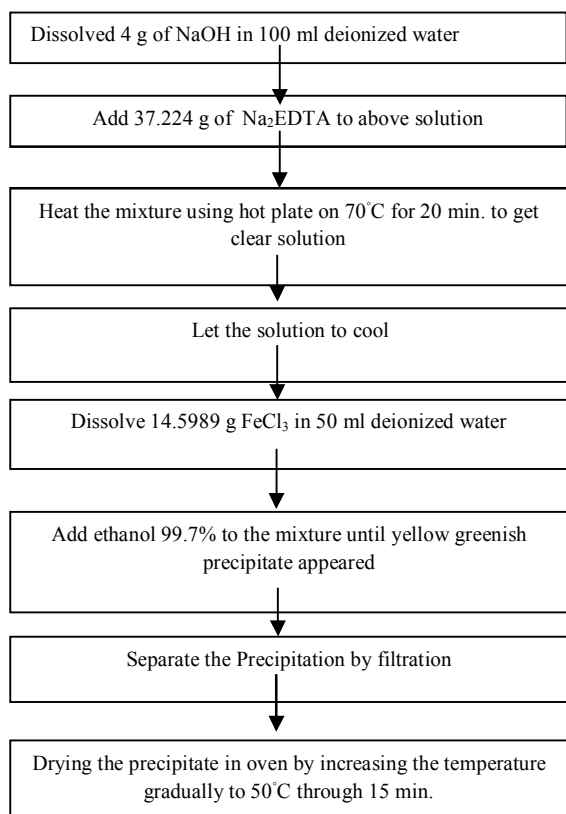 Dissolved 4 g of NaOH in 100 ml deionized water
Add 37.224 g of Na₂EDTA to above solution
Heat the mixture using hot plate on 70°C for 20 min. to get
clear solution
Let the solution to cool
Dissolve 14.5989 g FeCl₃ in 50 ml deionized water
Add ethanol 99.7% to the mixture until yellow greenish
precipitate appeared
Separate the Precipitation by filtration
Drying the precipitate in oven by increasing the temperature
gradually to 50°C through 15 min.